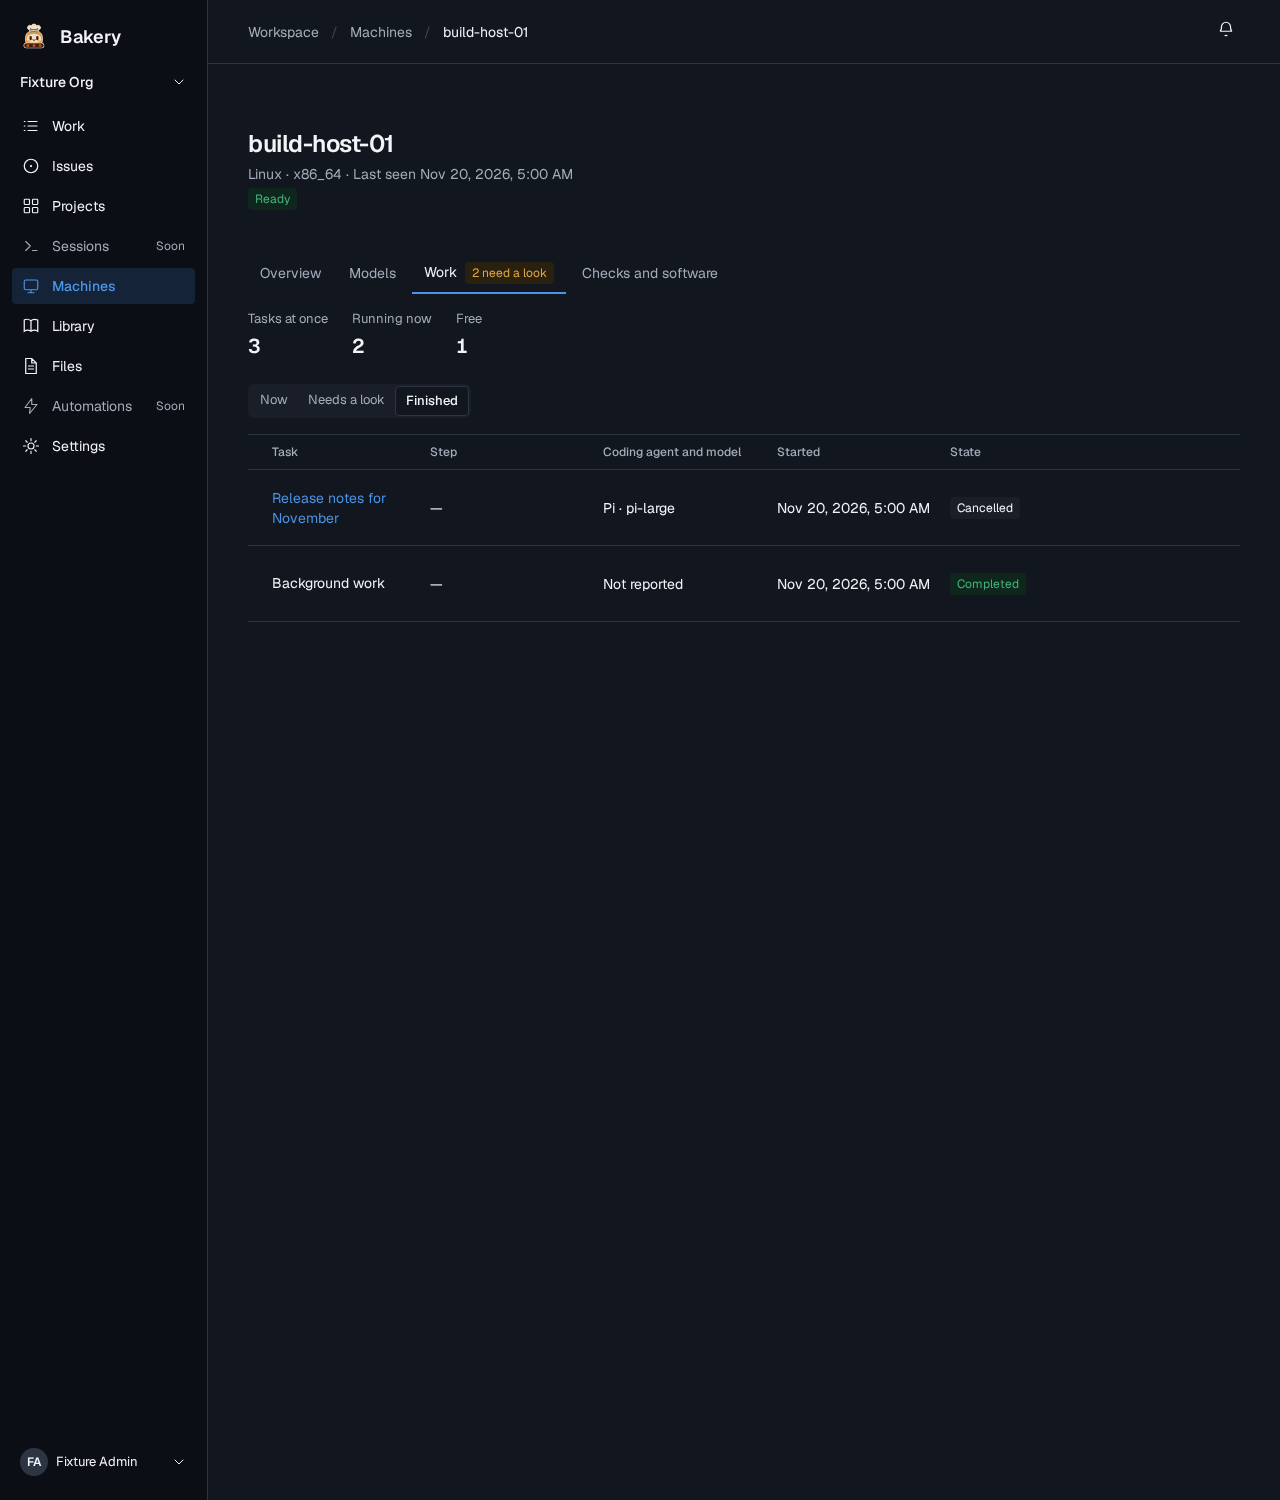 Bakery
Fixture Org
Work
Issues
Projects
Sessions Soon
Machines
Library
Files
Automations Soon
Settings
FA Fixture Admin
Workspace / Machines / build-host-01
build-host-01
Linux · x86_64 · Last seen Nov 20, 2026, 5:00 AM
Ready
Overview Models Work 2 need a look Checks and software
Tasks at once Running now Free
3 2 1
Now Needs a look Finished
Task Step Coding agent and model Started State
Release notes for
November — Pi · pi-large Nov 20, 2026, 5:00 AM Cancelled
Background work — Not reported Nov 20, 2026, 5:00 AM Completed